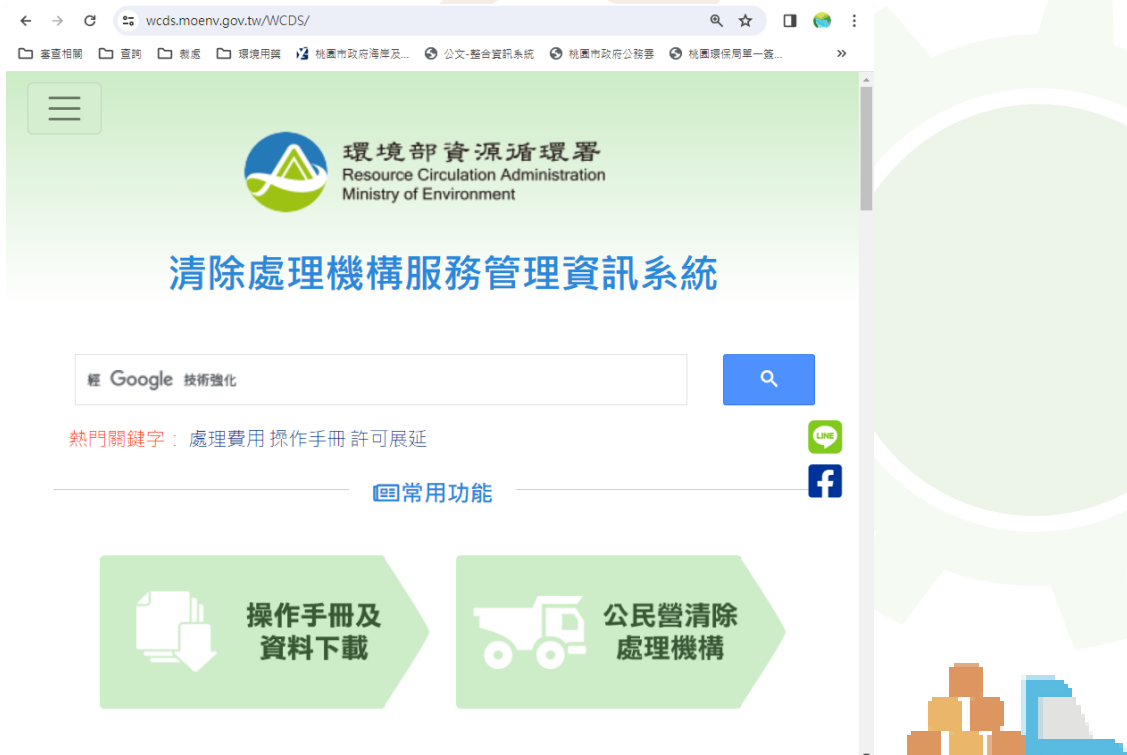 wcds.moenv.gov.tw/WCDS/
審查相關 查詢 裁處 環境用藥 桃園市政府海岸及... 公文-整合資訊系統 桃園市政府公務雲 桃園環保局單一簽... »
環境部資源循環署
Resource Circulation Administration
Ministry of Environment
清除處理機構服務管理資訊系統
經 Google 技術強化
熱門關鍵字： 處理費用 操作手冊 許可展延
LINE
常用功能
操作手冊及
資料下載
公民營清除
處理機構